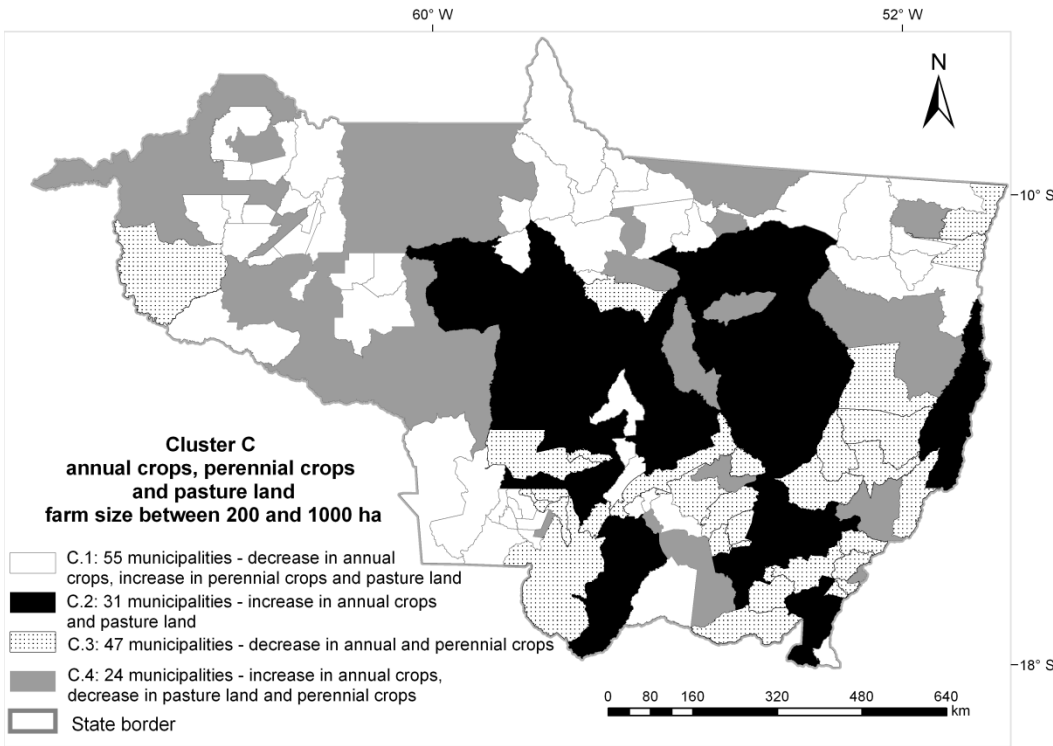 60° W
52° W
N
10° S
Cluster C
annual crops, perennial crops
and pasture land
farm size between 200 and 1000 ha
C.1: 55 municipalities - decrease in annual
crops, increase in perennial crops and pasture land
C.2: 31 municipalities - increase in annual crops
and pasture land
C.3: 47 municipalities - decrease in annual and perennial crops
C.4: 24 municipalities - increase in annual crops,
decrease in pasture land and perennial crops
State border
18° S
0 80 160 320 480 640
km